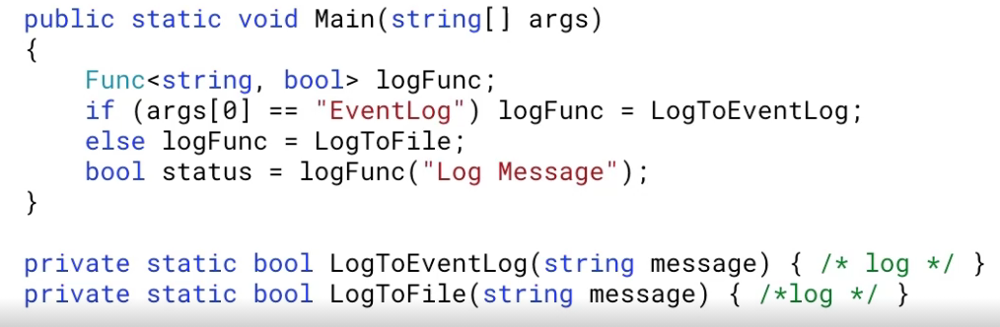 public static void Main(string[] args)
{
    Func<string, bool> logFunc;
    if (args[0] == "EventLog") logFunc = LogToEventLog;
    else logFunc = LogToFile;
    bool status = logFunc("Log Message");
}

private static bool LogToEventLog(string message) { /* log */ }
private static bool LogToFile(string message) { /*log */ }